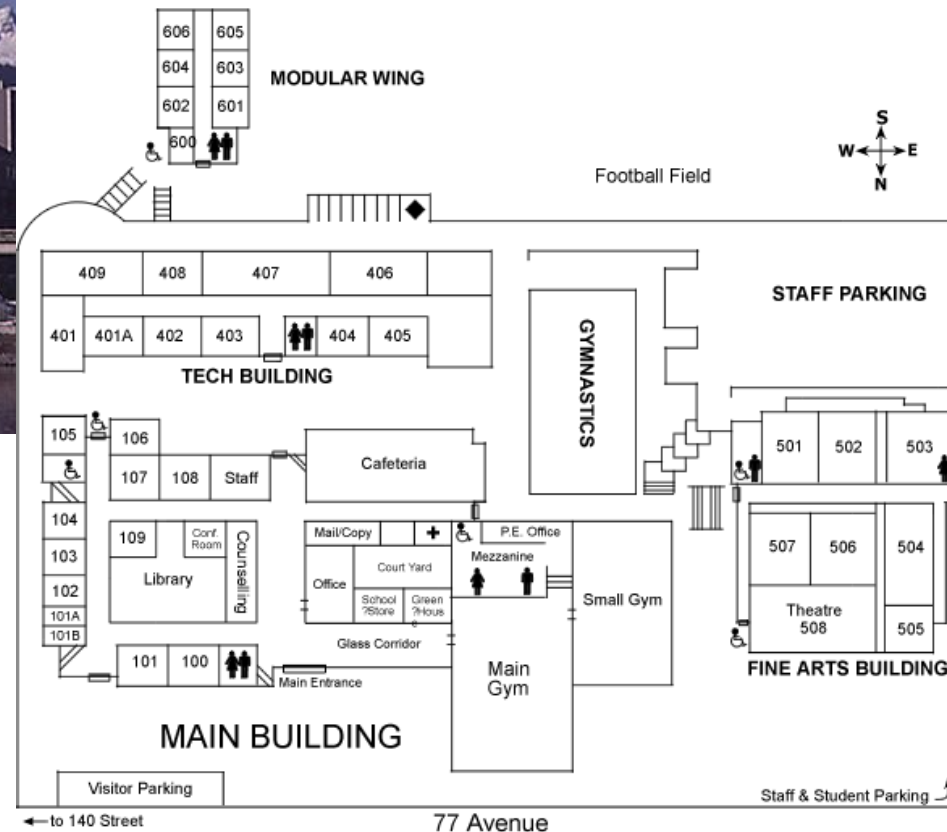 606 605
604 603
602 601
600
MODULAR WING
S
W E
N
Football Field
409 408 407 406
401 401A 402 403 404 405
TECH BUILDING
GYMNASTICS
STAFF PARKING
105
106
107 108 Staff
Cafeteria
501 502 503
104
103
102
101A
101B
109
Conf.
Room
Library
Counselling
Mail/Copy
Office
Court Yard
School
?Store
Green
?Hous
e
P.E. Office
Mezzanine
Small Gym
507 506 504
Theatre
508
505
FINE ARTS BUILDING
Glass Corridor
101 100
Main Entrance
Main
Gym
MAIN BUILDING
Visitor Parking
Staff & Student Parking
to 140 Street
77 Avenue